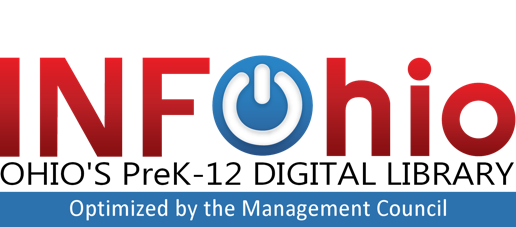 INFOhio
OHIO'S PreK-12 DIGITAL LIBRARY
Optimized by the Management Council